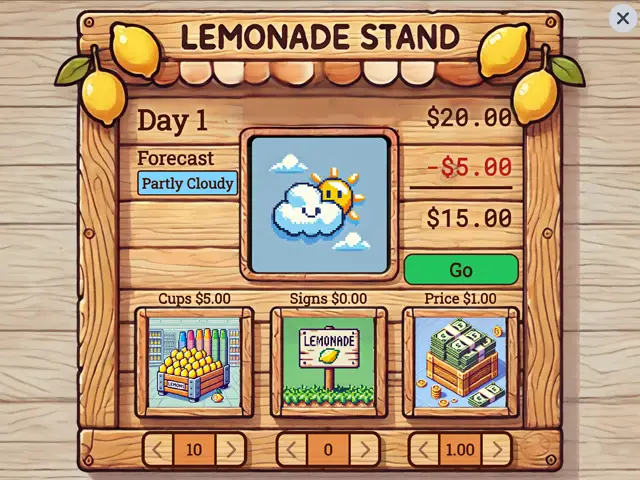 LEMONADE STAND
Day 1
$20.00
Forecast
-$5.00
Partly Cloudy
$15.00
Go
Cups $5.00
Signs $0.00
Price $1.00
LEMONADE
10
0
1.00